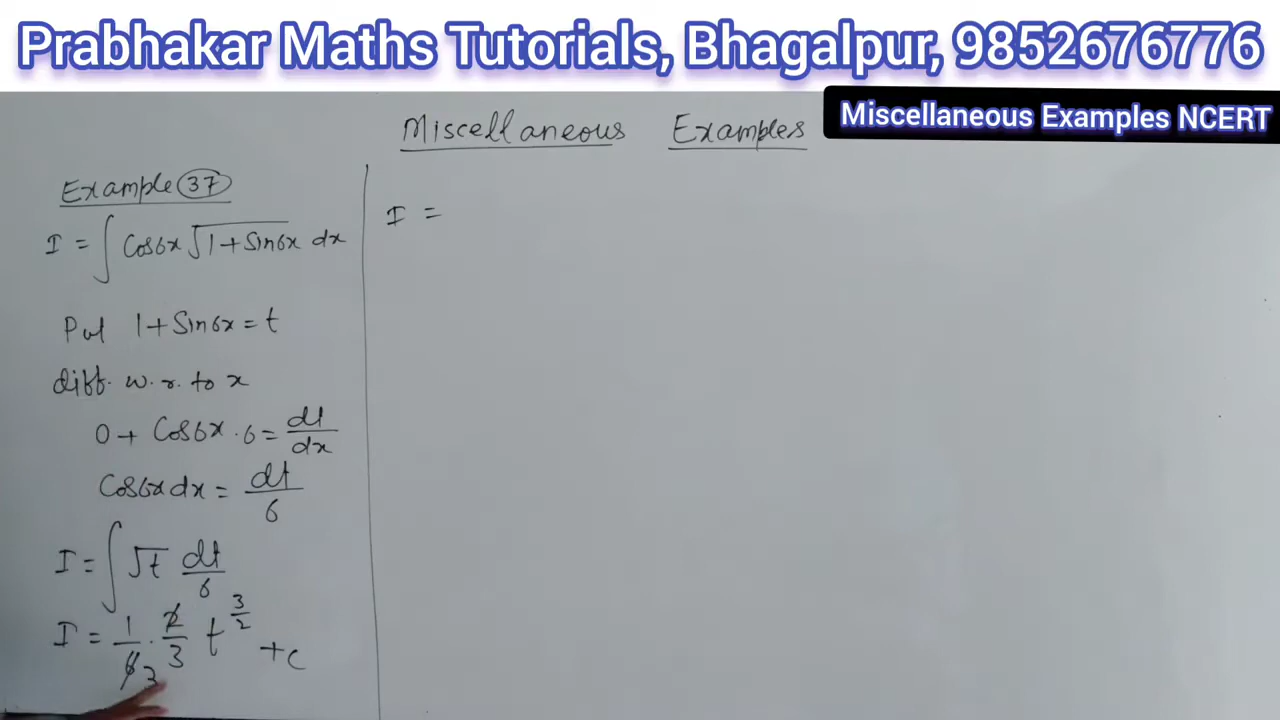 Prabhakar Maths Tutorials, Bhagalpur, 9852676776
Miscellaneous Examples NCERT
Miscellaneous Examples
Example 37
I = ∫ Cos6x √(1 + Sin6x) dx
Put 1 + Sin6x = t
diff. w. r. to x
0 + Cos6x . 6 = dt/dx
Cos6x dx = dt/6
I = ∫ √t dt/6
I = 1/6 3 . 2/3 t^3/2 + c
I =